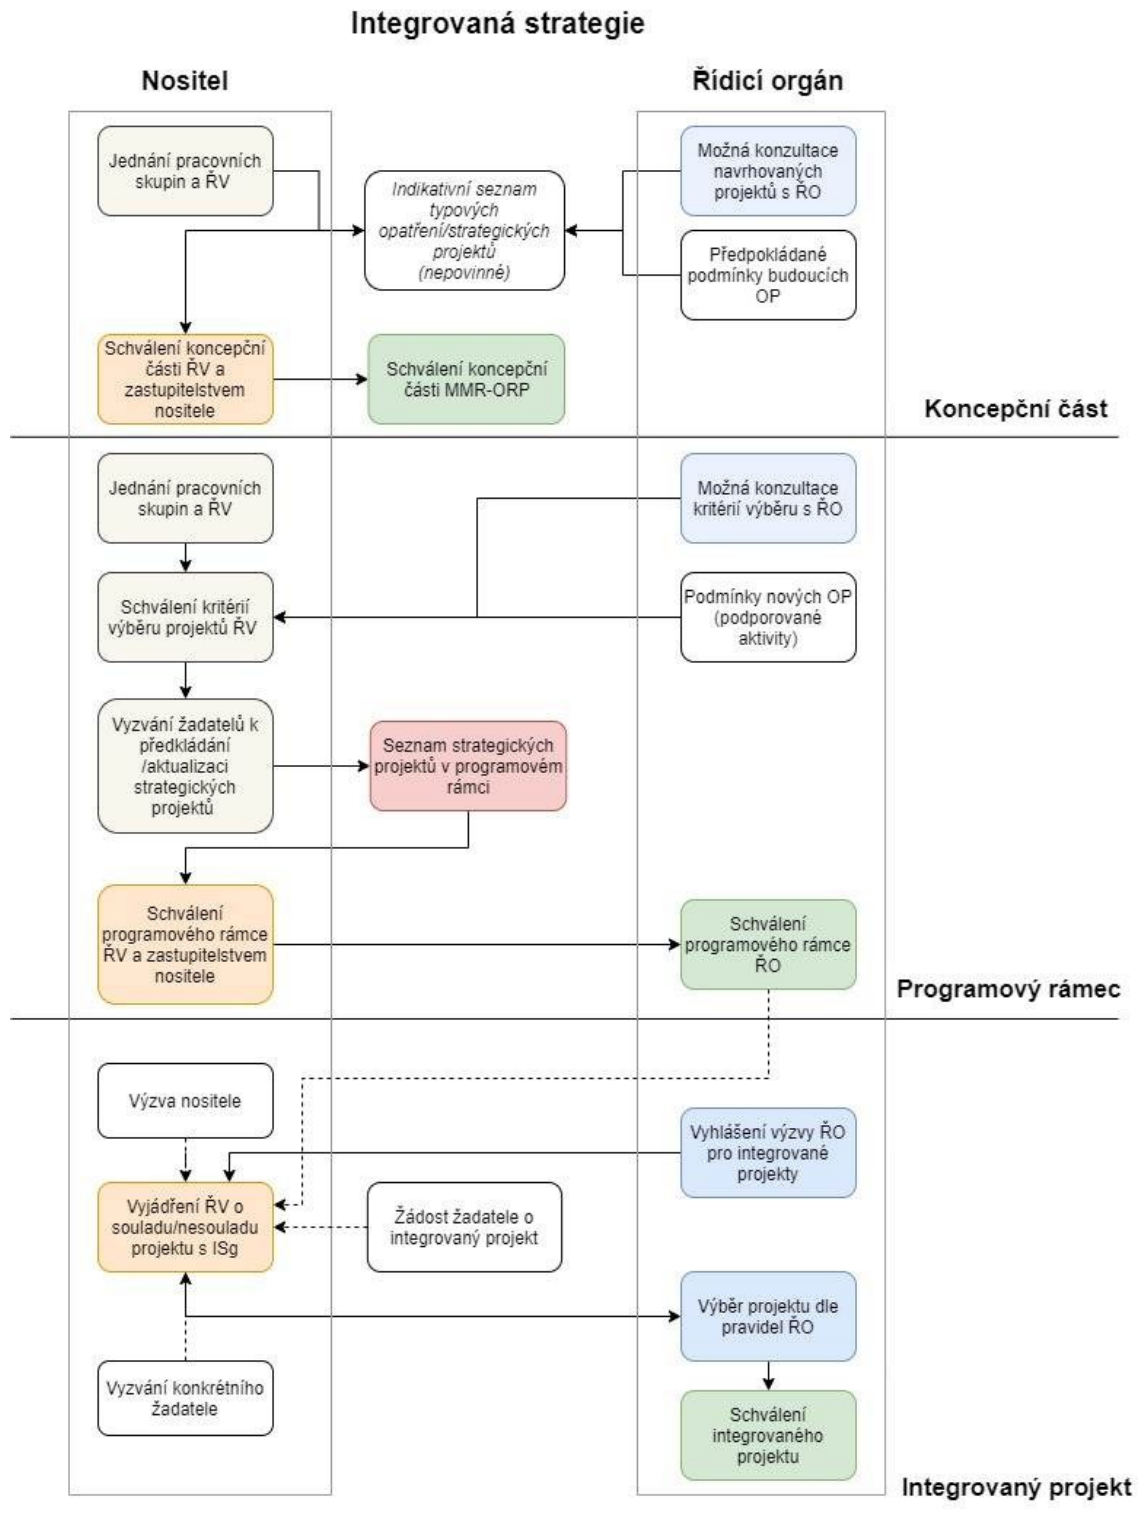 Integrovaná strategie
Nositel
Řídicí orgán
Jednání pracovních
skupin a ŘV
Indikativní seznam
typových
opatření/strategických
projektů
(nepovinné)
Možná konzultace
navrhovaných
projektů s ŘO
Předpokládané
podmínky budoucích
OP
Schválení koncepční
části ŘV a
zastupitelstvem
nositele
Schválení koncepční
části MMR-ORP
Koncepční část
Jednání pracovních
skupin a ŘV
Možná konzultace
kritérií výběru s ŘO
Schválení kritérií
výběru projektů ŘV
Podmínky nových OP
(podporované
aktivity)
Vyzvání žadatelů k
předkládání
/aktualizaci
strategických
projektů
Seznam strategických
projektů v programovém
rámci
Schválení
programového rámce
ŘV a zastupitelstvem
nositele
Schválení
programového rámce
ŘO
Programový rámec
Výzva nositele
Vyhlášení výzvy ŘO
pro integrované
projekty
Vyjádření ŘV o
souladu/nesouladu
projektu s ISg
Žádost žadatele o
integrovaný projekt
Výběr projektu dle
pravidel ŘO
Vyzvání konkrétního
žadatele
Schválení
integrovaného
projektu
Integrovaný projekt